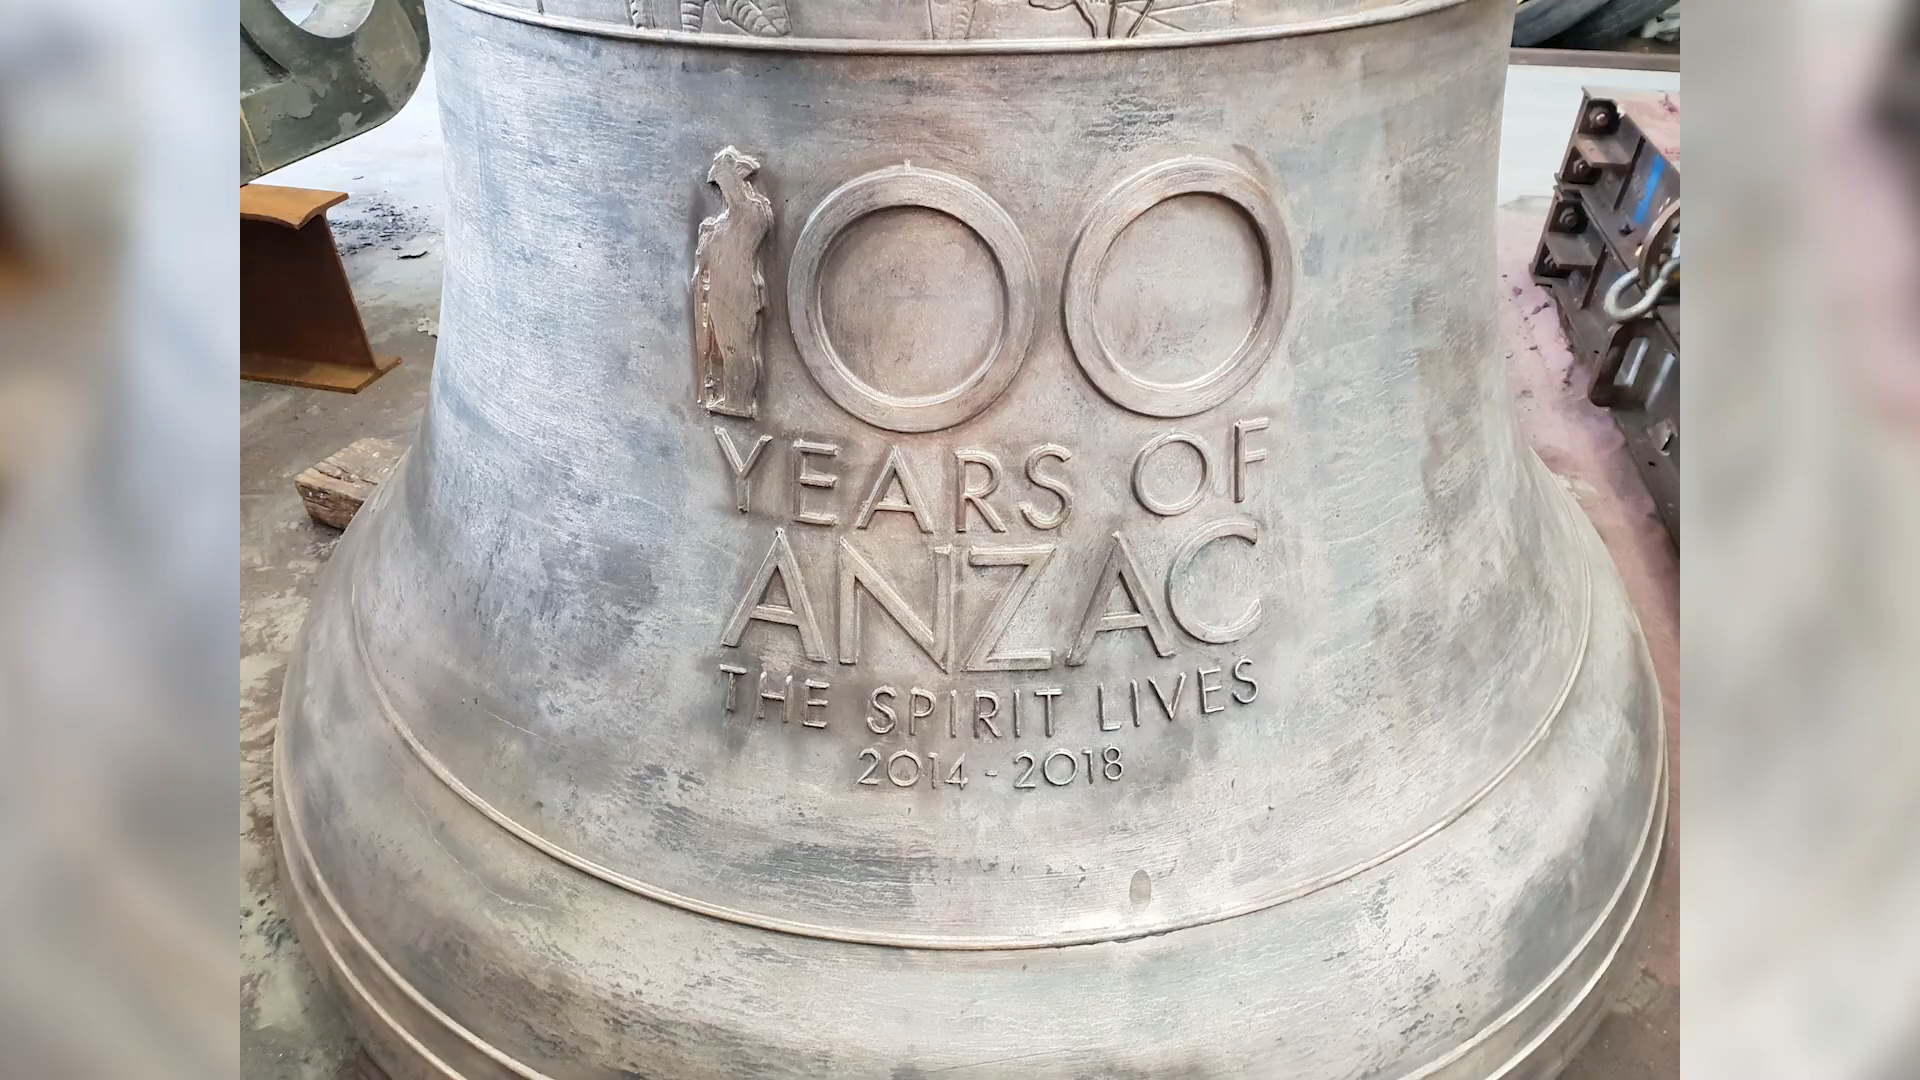 100
YEARS OF
ANZAC
THE SPIRIT LIVES
2014 - 2018